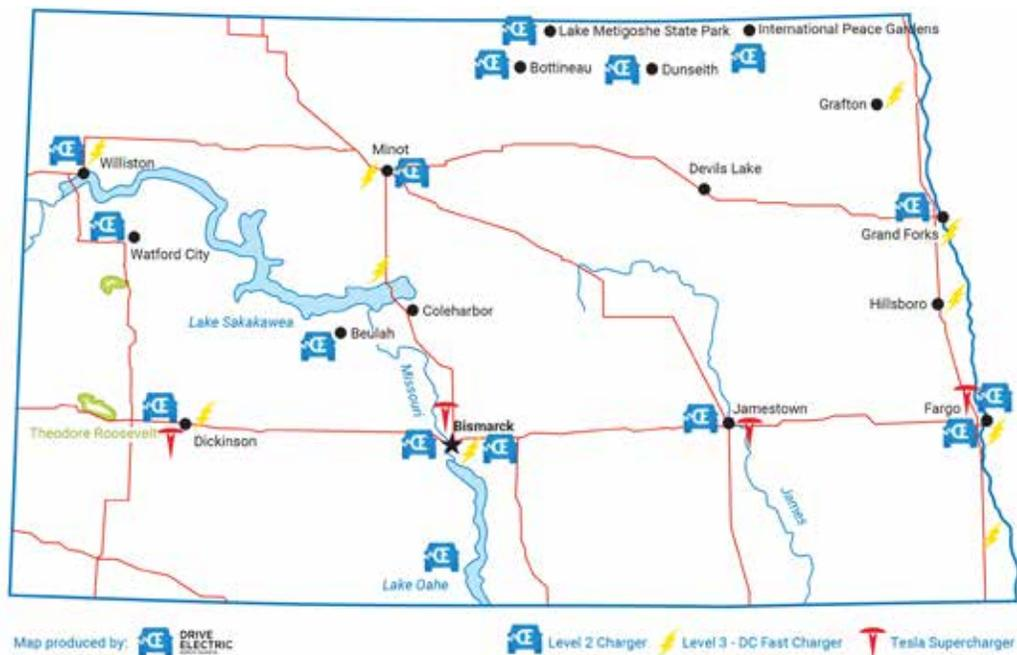 Lake Metigoshe State Park
International Peace Gardens
Bottineau
Dunseith
Grafton
Minot
Williston
Devils Lake
Grand Forks
Watford City
Hillsboro
Lake Sakakawea
Coleharbor
Beulah
Missouri
Jamestown
Fargo
Theodore Roosevelt
Dickinson
Bismarck
James
Lake Oahe
Map produced by: CE DRIVE
ELECTRIC
Level 2 Charger
Level 3 - DC Fast Charger
Tesla Supercharger